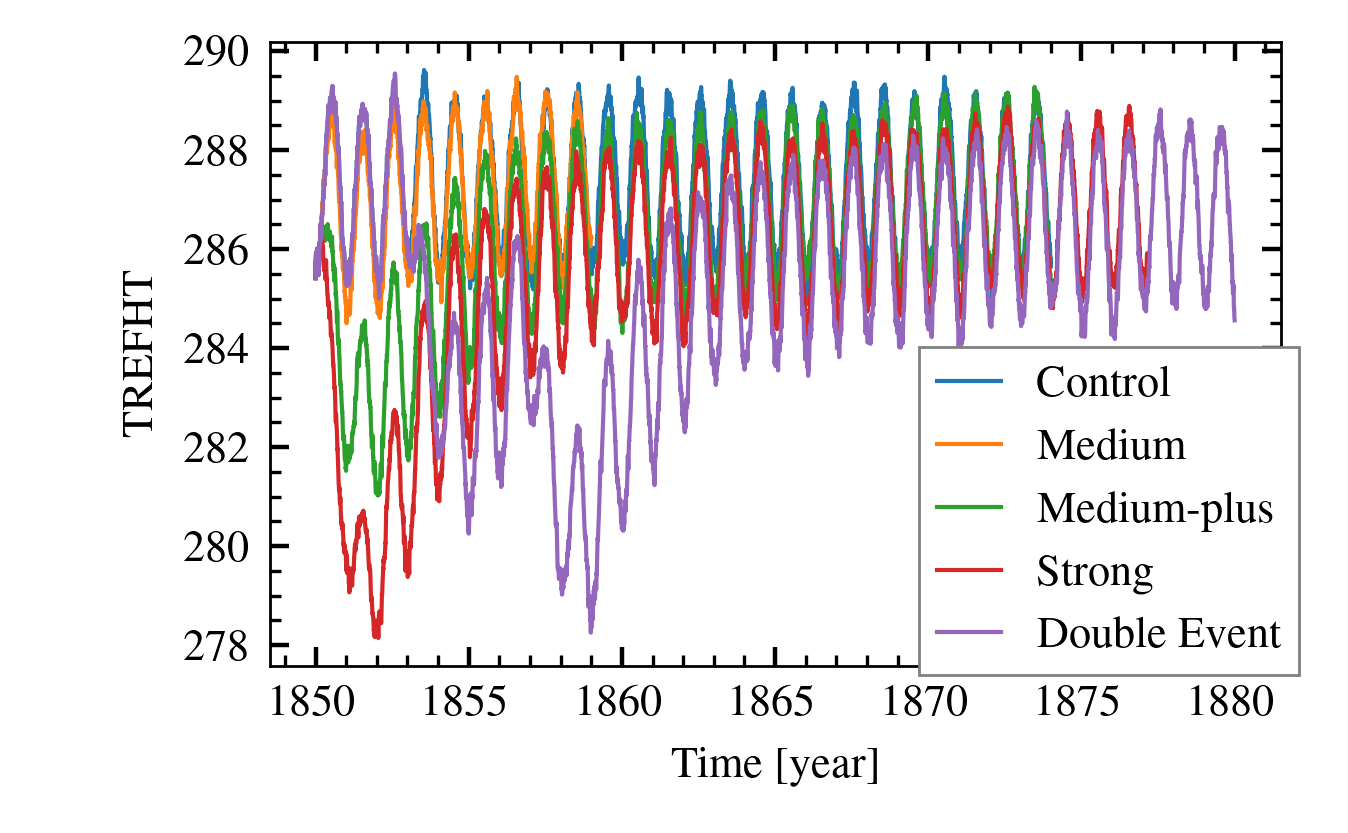 290
288
286
284
282
280
278
TREFHT
1850 1855 1860 1865 1870 1875 1880
Time [year]
Control
Medium
Medium-plus
Strong
Double Event